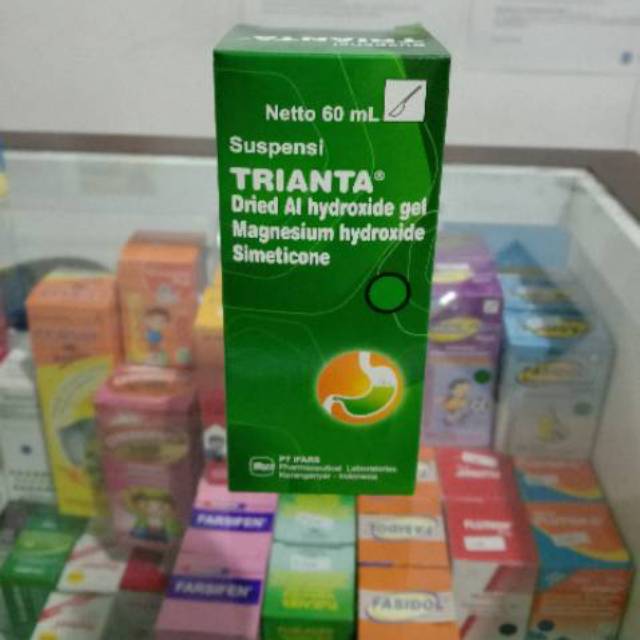 TRIANTA
Netto 60 mL
Suspensi
TRIANTA®
Dried Al hydroxide gel
Magnesium hydroxide
Simeticone
PT IFARS
Pharmaceutical Laboratories
Karanganyar - Indonesia
FARSIFEN
FARSIFEN
FASIDOL